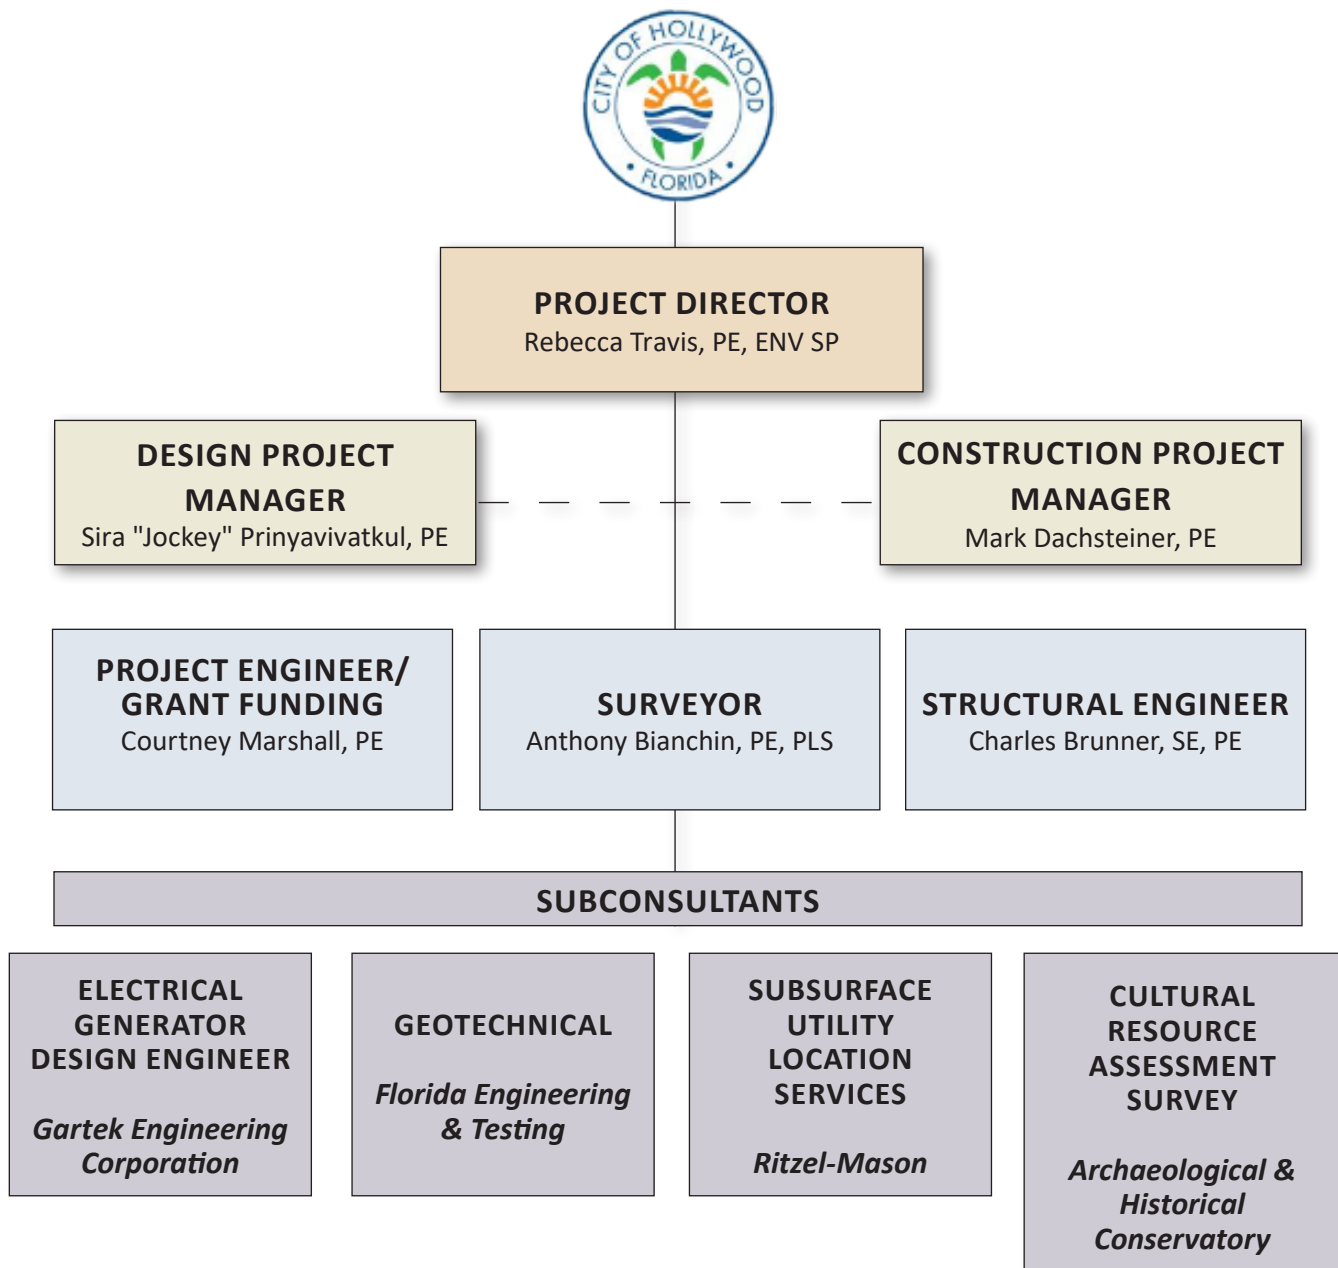 CITY OF HOLLYWOOD
• FLORIDA •
PROJECT DIRECTOR
Rebecca Travis, PE, ENV SP
DESIGN PROJECT
MANAGER
Sira "Jockey" Prinyavivatkul, PE
CONSTRUCTION PROJECT
MANAGER
Mark Dachsteiner, PE
PROJECT ENGINEER/
GRANT FUNDING
Courtney Marshall, PE
SURVEYOR
Anthony Bianchin, PE, PLS
STRUCTURAL ENGINEER
Charles Brunner, SE, PE
SUBCONSULTANTS
ELECTRICAL
GENERATOR
DESIGN ENGINEER
Gartek Engineering
Corporation
GEOTECHNICAL
Florida Engineering
& Testing
SUBSURFACE
UTILITY
LOCATION
SERVICES
Ritzel-Mason
CULTURAL
RESOURCE
ASSESSMENT
SURVEY
Archaeological &
Historical
Conservatory